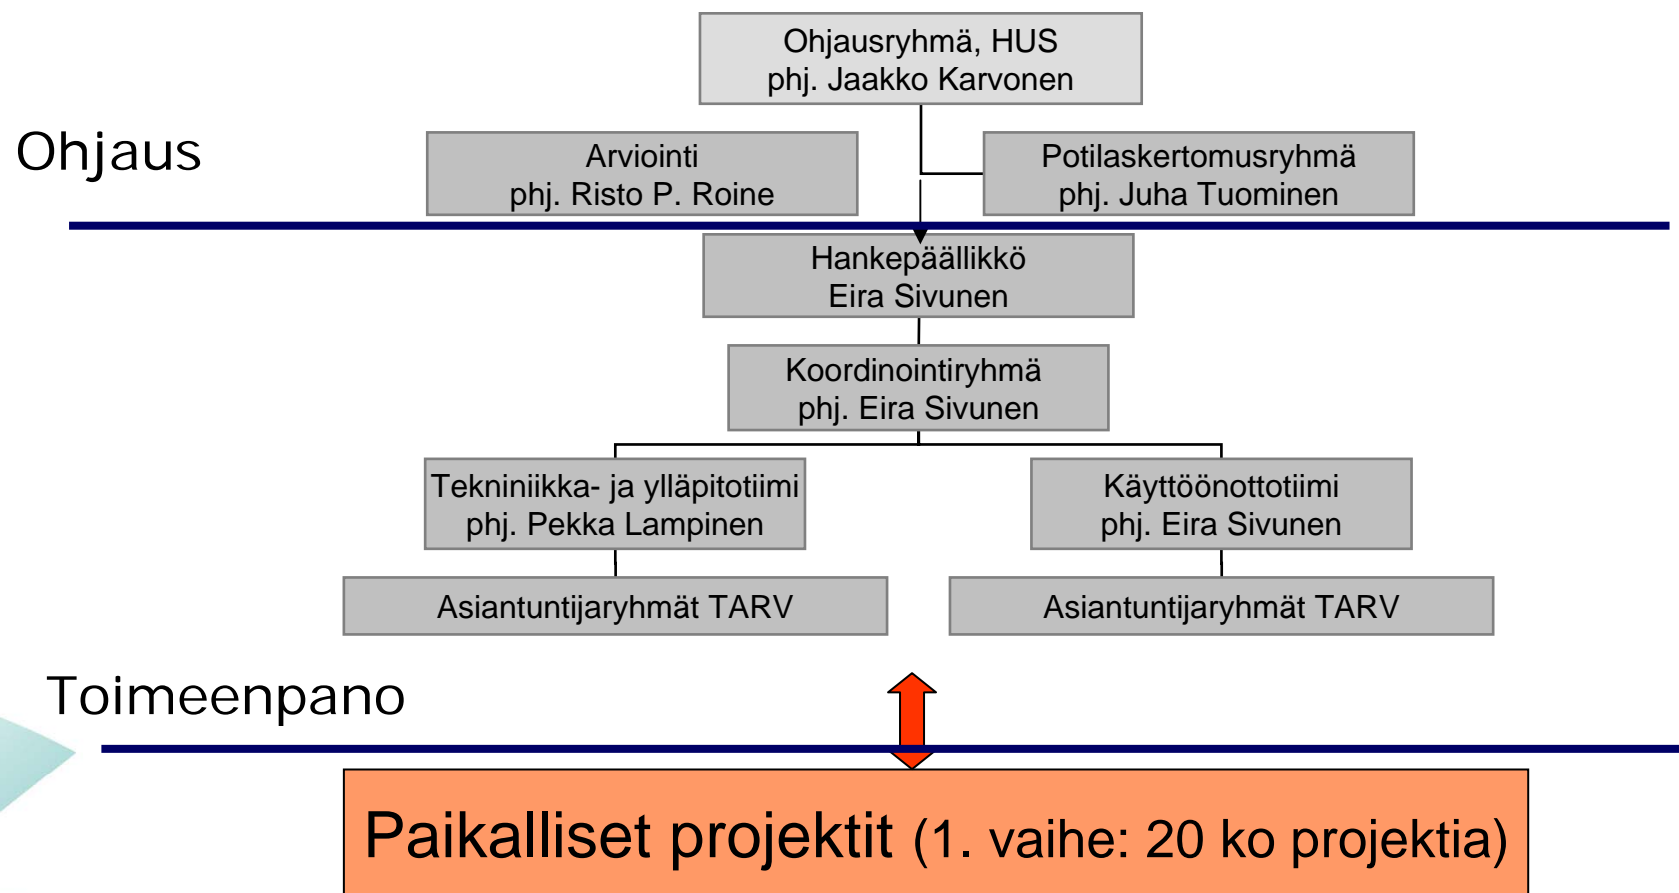 Ohjausryhmä, HUS
phj. Jaakko Karvonen
Ohjaus
Arviointi
phj. Risto P. Roine
Potilaskertomusryhmä
phj. Juha Tuominen
Hankepäällikkö
Eira Sivunen
Koordinointiryhmä
phj. Eira Sivunen
Tekniniikka- ja ylläpitotiimi
phj. Pekka Lampinen
Käyttöönottotiimi
phj. Eira Sivunen
Asiantuntijaryhmät TARV
Asiantuntijaryhmät TARV
Toimeenpano
Paikalliset projektit (1. vaihe: 20 ko projektia)